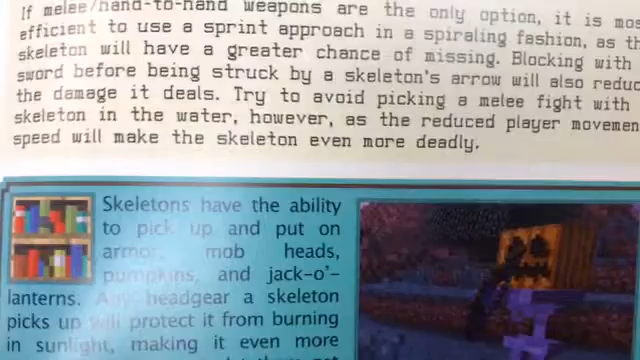 If melee/hand-to-hand weapons are the only option, it is
efficient to use a sprint approach in a spiraling fashion, as
skeleton will have a greater chance of missing. Blocking with
sword before being struck by a skeleton's arrow will also
the damage it deals. Try to avoid picking a melee fight with
skeleton in the water, however, as the reduced player
speed will make the skeleton even more deadly.
Skeletons have the ability
to pick up and put on
armor, mob heads,
pumpkins, and jack-o'-
lanterns. Any headgear a skeleton
picks up will protect it from burning
in sunlight, making it even more